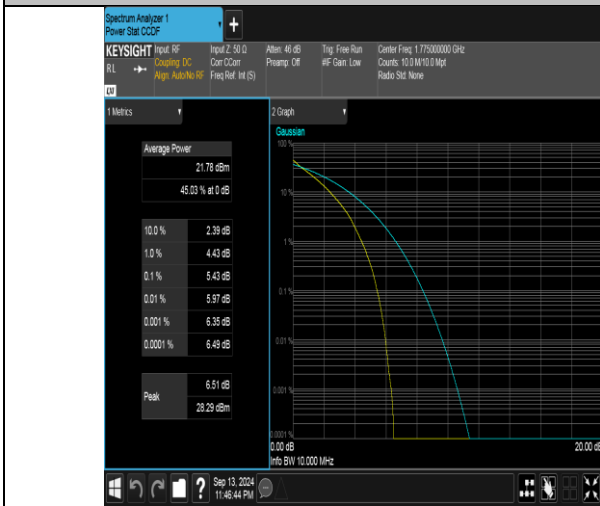 Spectrum Analyzer 1
Power Stat CCDF
+
KEYSIGHT Input: RF Input Z: 50 Ω Atten: 46 dB Trig: Free Run Center Freq: 1.775000000 GHz
RL Coupling: DC Corr CCorr Preamp: Off #IF Gain: Low Counts: 10.0 M/10.0 Mpt
Align: Auto/No RF Freq Ref: Int (S) Radio Std: None
1 Metrics
2 Graph
Gaussian
Average Power
21.78 dBm
45.03 % at 0 dB
10.0 % 2.39 dB
1.0 % 4.43 dB
0.1 % 5.43 dB
0.01 % 5.97 dB
0.001 % 6.35 dB
0.0001 % 6.49 dB
Peak 6.51 dB
28.29 dBm
100 %
10 %
1 %
0.1 %
0.01 %
0.001 %
0.0001 %
0.00 dB 20.00 dB
Info BW 10.000 MHz
? Sep 13, 2024
11:46:44 PM